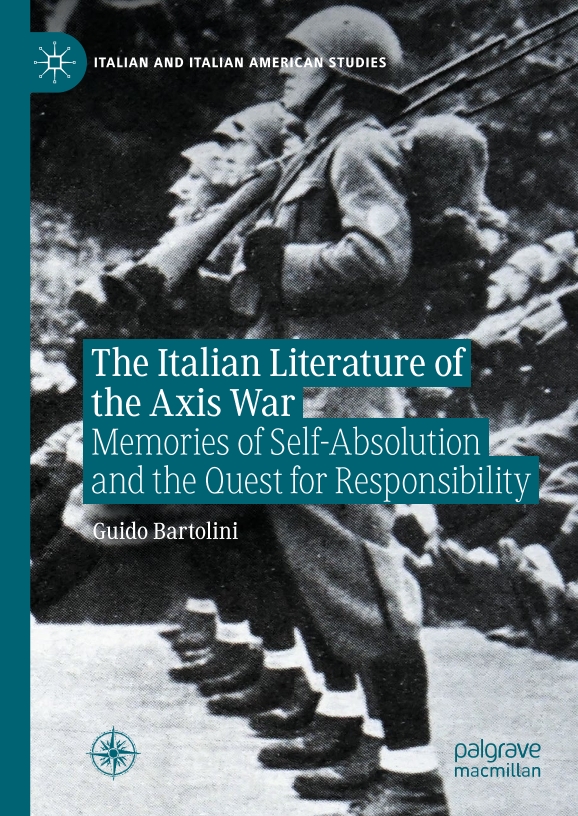 ITALIAN AND ITALIAN AMERICAN STUDIES
The Italian Literature of
the Axis War
Memories of Self-Absolution
and the Quest for Responsibility
Guido Bartolini
palgrave
macmillan